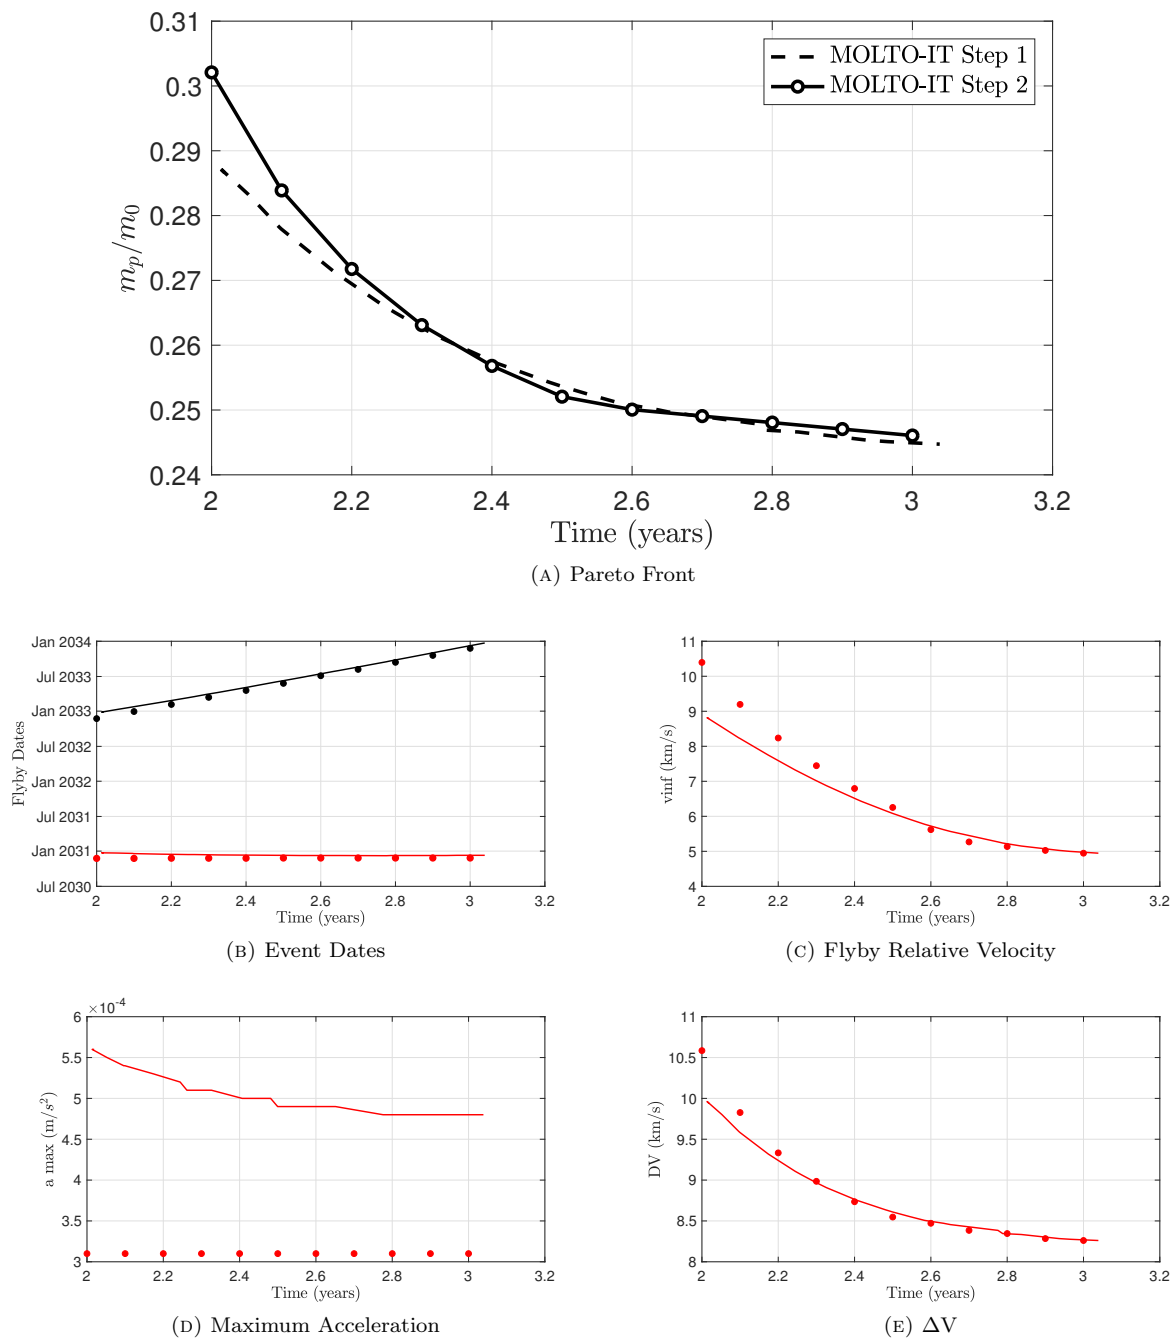 0.31
0.3
0.29
0.28
0.27
0.26
0.25
0.24
m_p/m_0
MOLTO-IT Step 1
MOLTO-IT Step 2
2 2.2 2.4 2.6 2.8 3 3.2
Time (years)
(A) Pareto Front
Jan 2034
Jul 2033
Jan 2033
Jul 2032
Jan 2032
Jul 2031
Jan 2031
Jul 2030
Flyby Dates
2 2.2 2.4 2.6 2.8 3 3.2
Time (years)
(B) Event Dates
11
10
9
8
7
6
5
4
vinf (km/s)
2 2.2 2.4 2.6 2.8 3 3.2
Time (years)
(C) Flyby Relative Velocity
×10⁻⁴
6
5.5
5
4.5
4
3.5
3
a max (m/s²)
2 2.2 2.4 2.6 2.8 3 3.2
Time (years)
(D) Maximum Acceleration
11
10.5
10
9.5
9
8.5
8
DV (km/s)
2 2.2 2.4 2.6 2.8 3 3.2
Time (years)
(E) ΔV